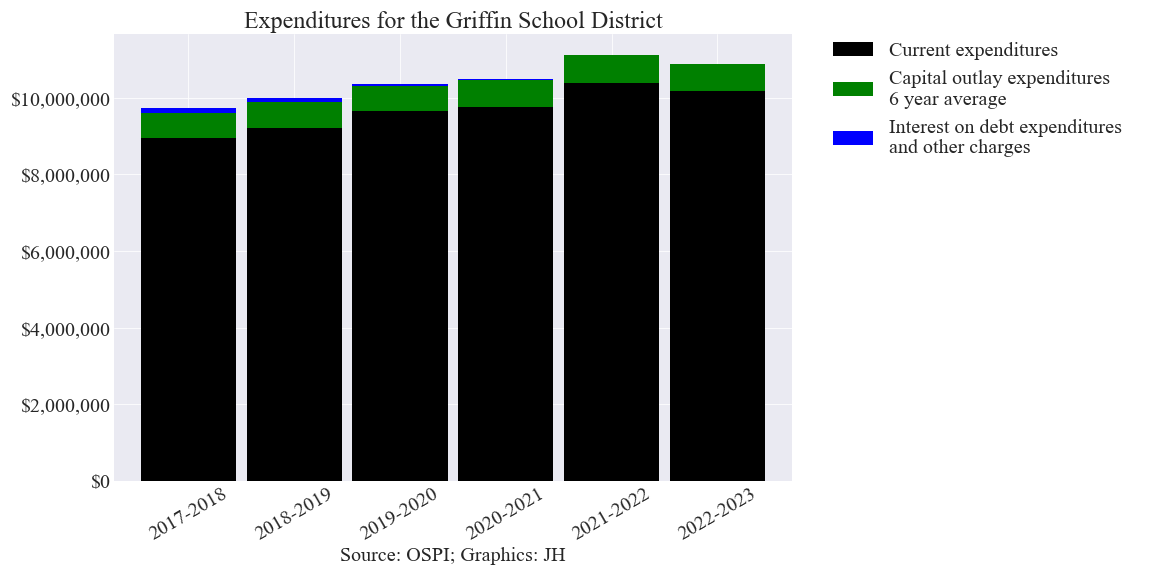 Expenditures for the Griffin School District
Current expenditures
Capital outlay expenditures
6 year average
Interest on debt expenditures
and other charges
$10,000,000
$8,000,000
$6,000,000
$4,000,000
$2,000,000
$0
2017-2018
2018-2019
2019-2020
2020-2021
2021-2022
2022-2023
Source: OSPI; Graphics: JH